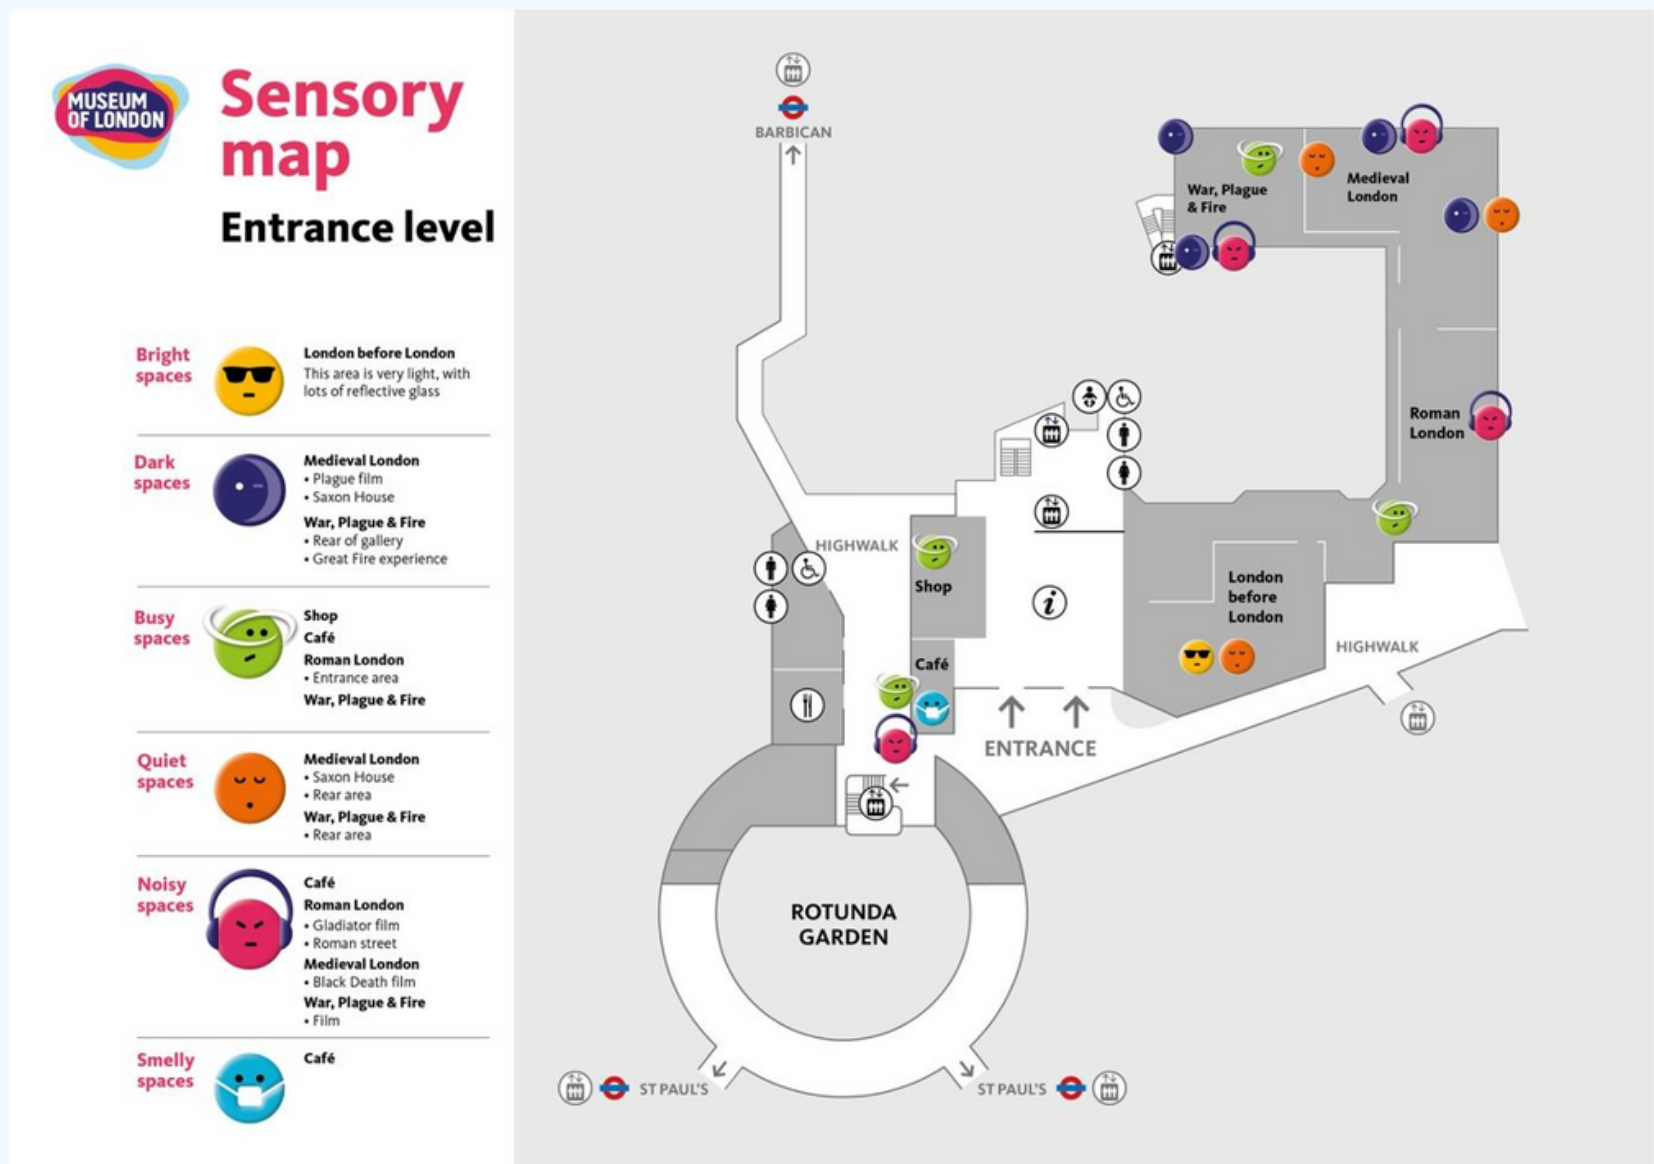 MUSEUM
OF LONDON
Sensory
map
Entrance level
Bright
spaces
London before London
This area is very light, with
lots of reflective glass
Dark
spaces
Medieval London
• Plague film
• Saxon House
War, Plague & Fire
• Rear of gallery
• Great Fire experience
Busy
spaces
Shop
Café
Roman London
• Entrance area
War, Plague & Fire
Quiet
spaces
Medieval London
• Saxon House
• Rear area
War, Plague & Fire
• Rear area
Noisy
spaces
Café
Roman London
• Gladiator film
• Roman street
Medieval London
• Black Death film
War, Plague & Fire
• Film
Smelly
spaces
Café
BARBICAN
War, Plague
& Fire
Medieval
London
Roman
London
HIGHWALK
Shop
i
London
before
London
HIGHWALK
Café
ENTRANCE
ROTUNDA
GARDEN
ST PAUL'S
ST PAUL'S